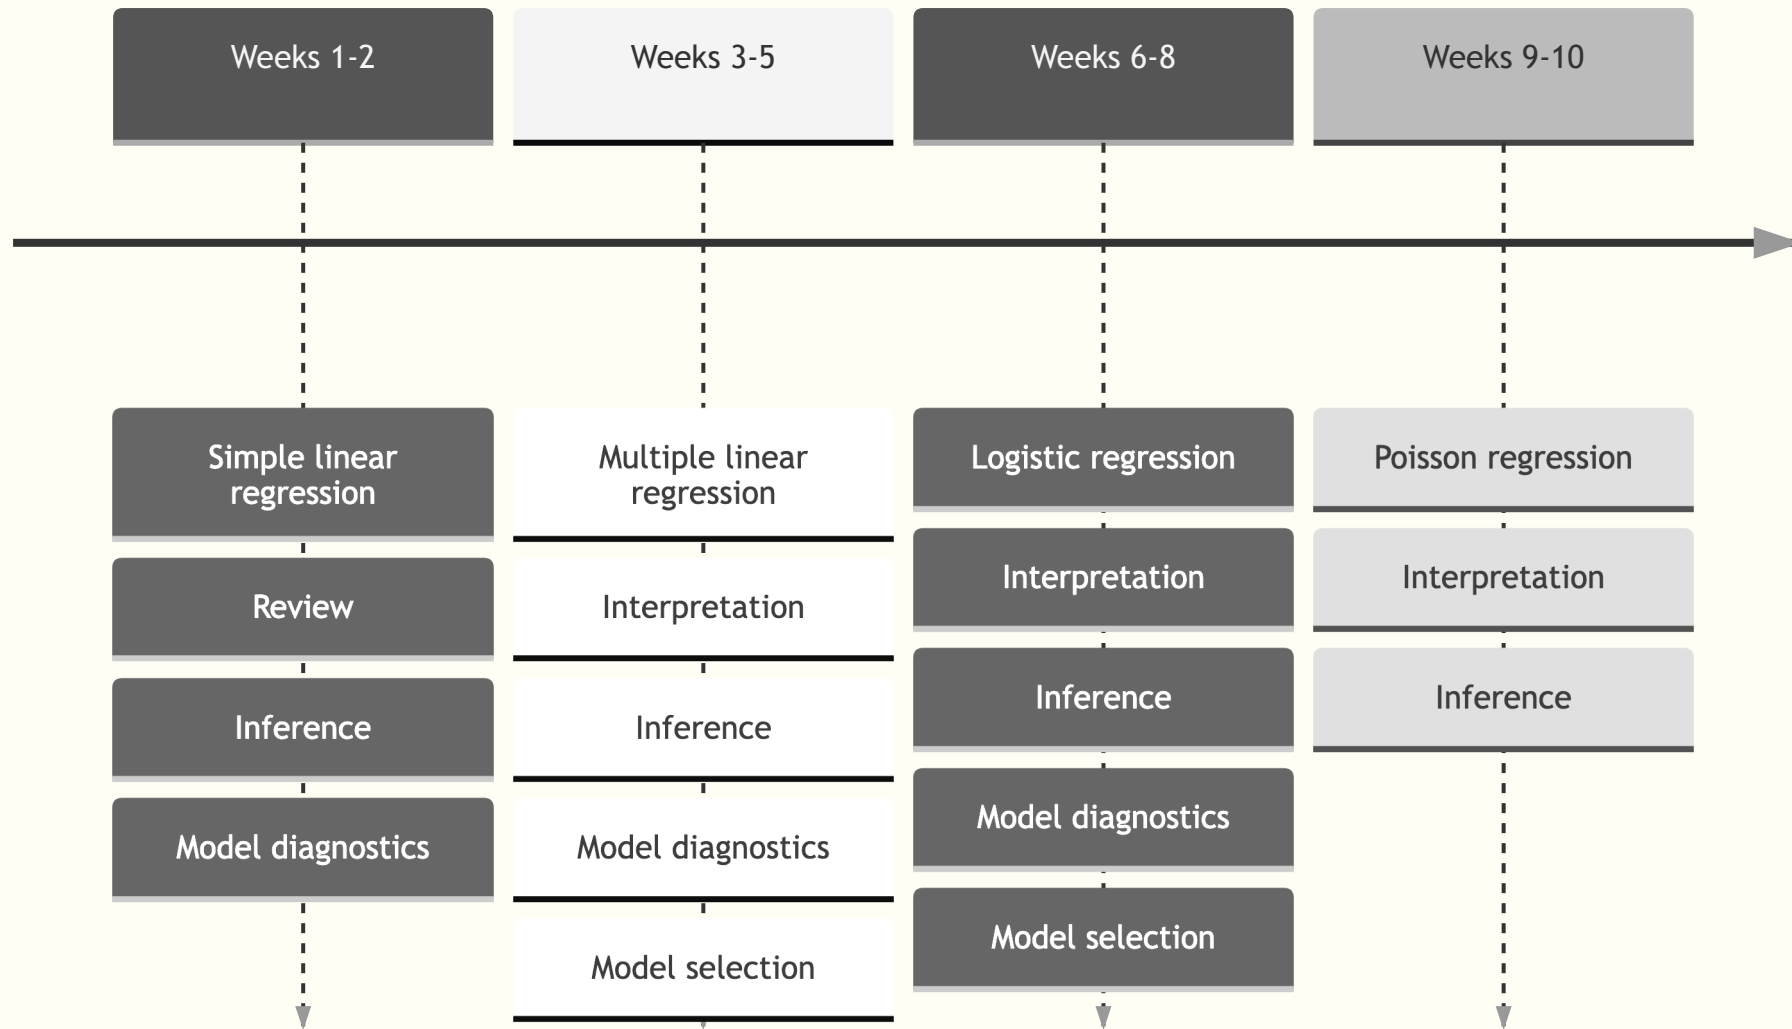 Weeks 1-2
Weeks 3-5
Weeks 6-8
Weeks 9-10
Simple linear
regression
Review
Inference
Model diagnostics
Multiple linear
regression
Interpretation
Inference
Model diagnostics
Model selection
Logistic regression
Interpretation
Inference
Model diagnostics
Model selection
Poisson regression
Interpretation
Inference